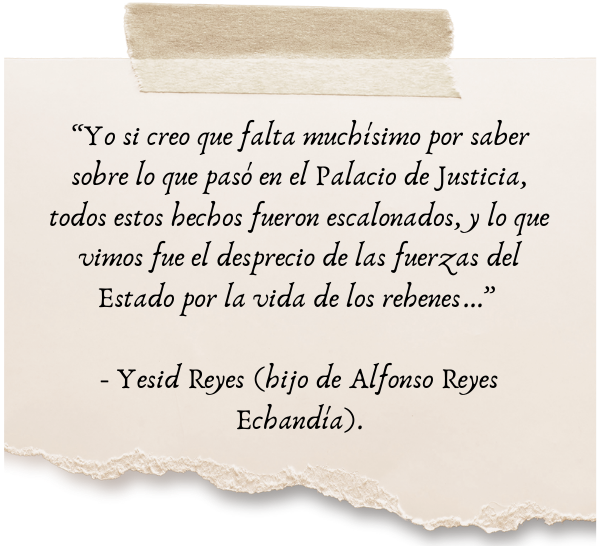 “Yo si creo que falta muchísimo por saber
sobre lo que pasó en el Palacio de Justicia,
todos estos hechos fueron escalonados, y lo que
vimos fue el desprecio de las fuerzas del
Estado por la vida de los rehenes...”
- Yesid Reyes (hijo de Alfonso Reyes
Echandía).